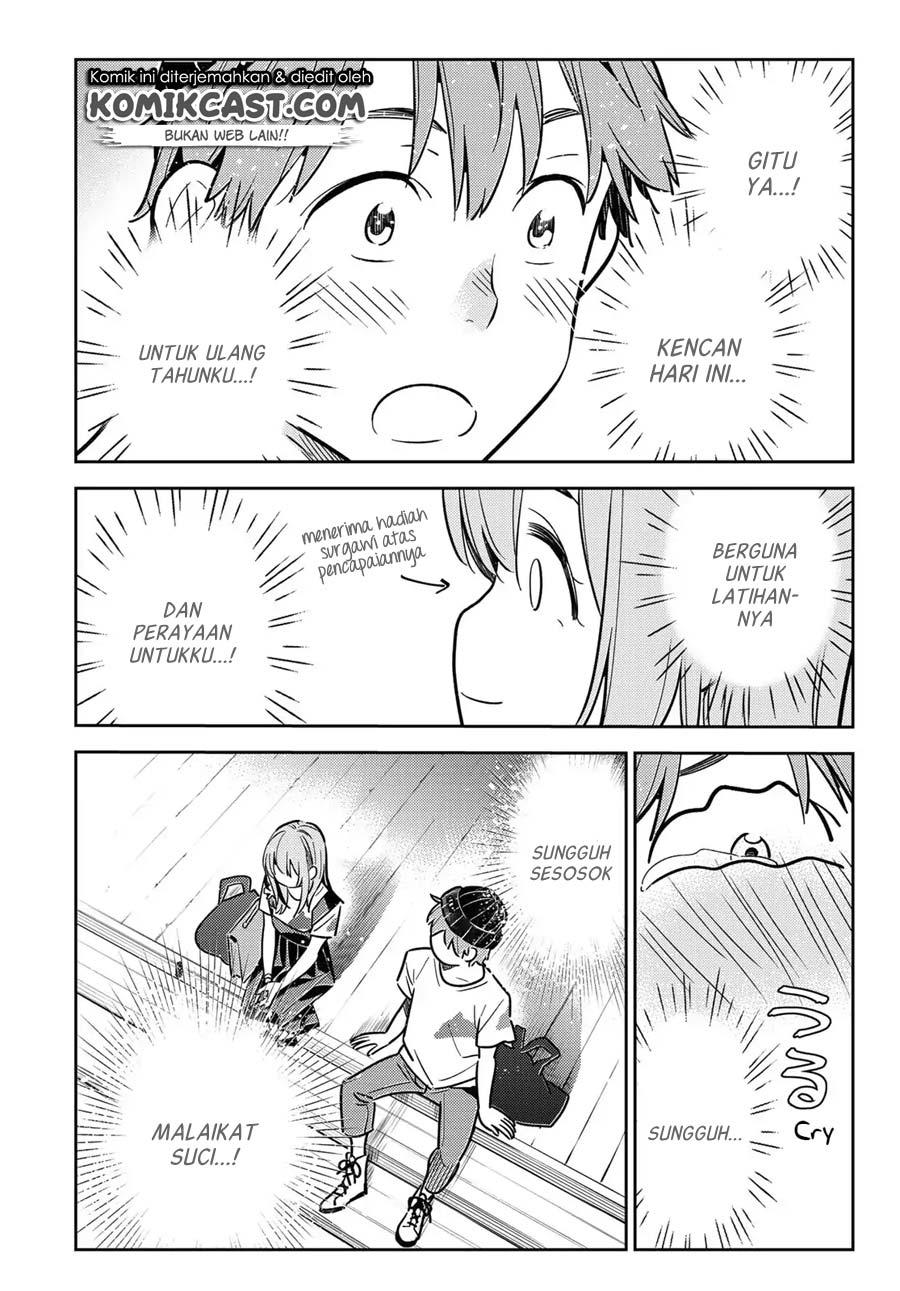 Komik ini diterjemahkan & diedit oleh
KOMIKCAST.COM
BUKAN WEB LAIN!!
GITU
YA...!
KENCAN
HARI INI...
UNTUK ULANG
TAHUNKU...!
BERGUNA
UNTUK
LATIHAN-
NYA
menerima hadiah
surgawi atas
pencapaiannya
DAN
PERAYAAN
UNTUKKU...!
うる
Cry
SUNGGUH...
SUNGGUH
SESOSOK
MALAIKAT
SUCI...!